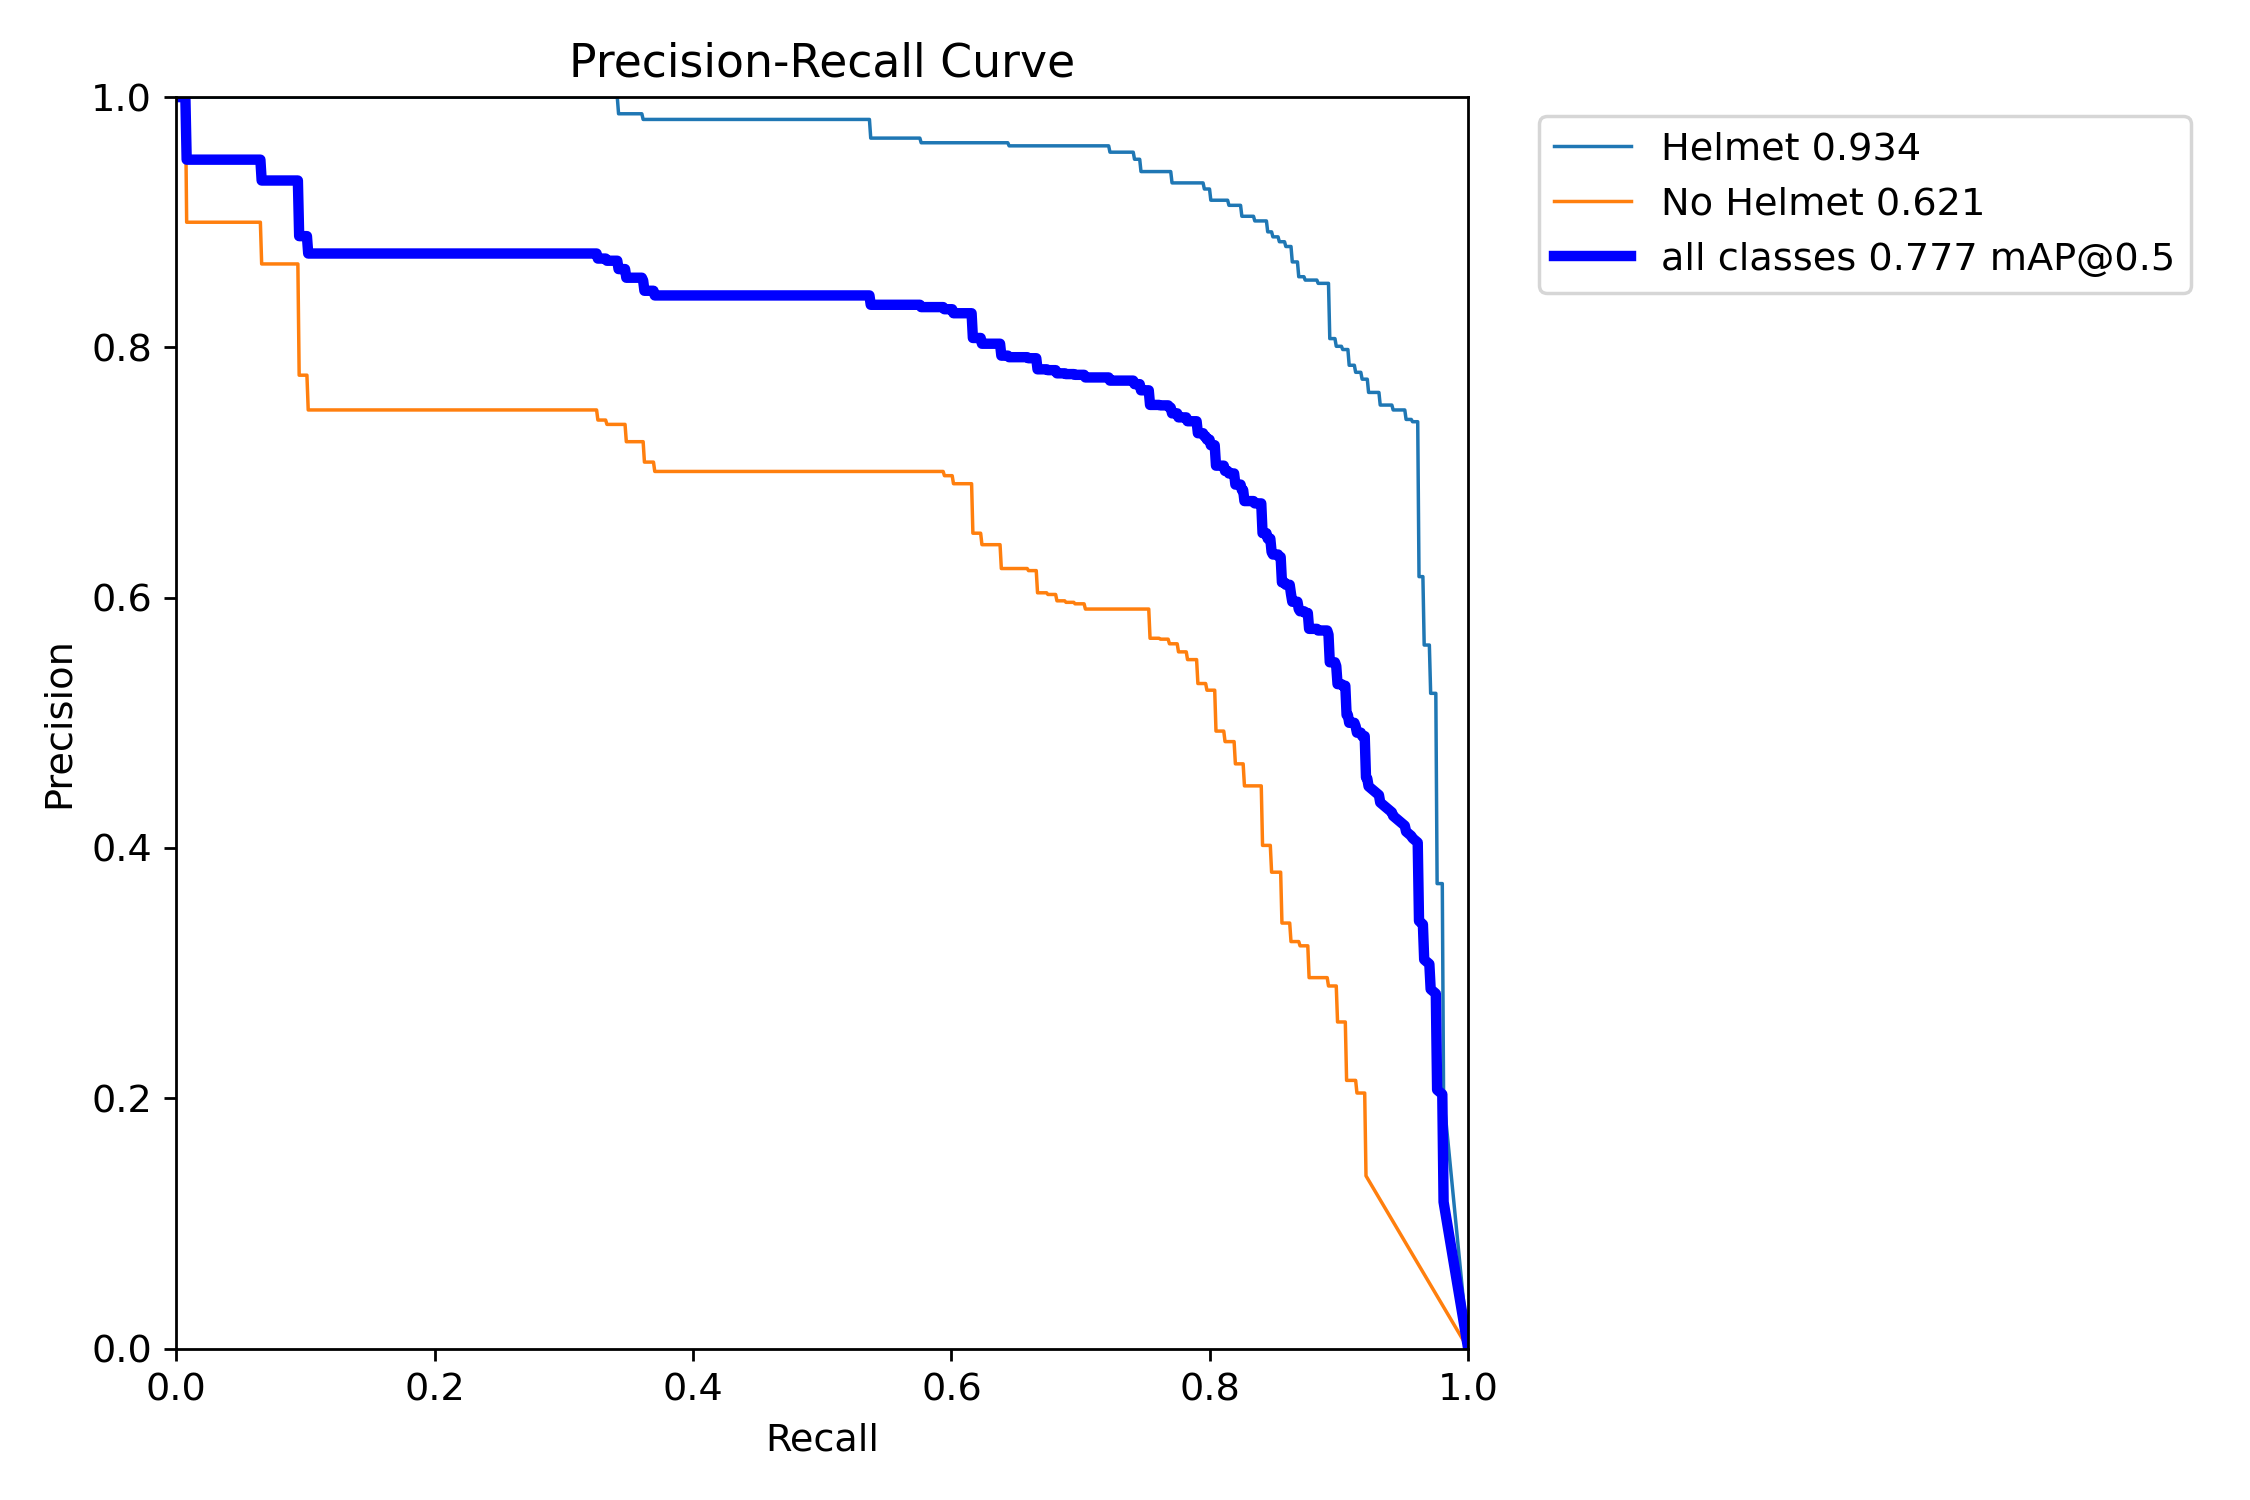 Precision-Recall Curve
1.0
0.8
0.6
0.4
0.2
0.0
Precision
0.0 0.2 0.4 0.6 0.8 1.0
Recall
Helmet 0.934
No Helmet 0.621
all classes 0.777 mAP@0.5